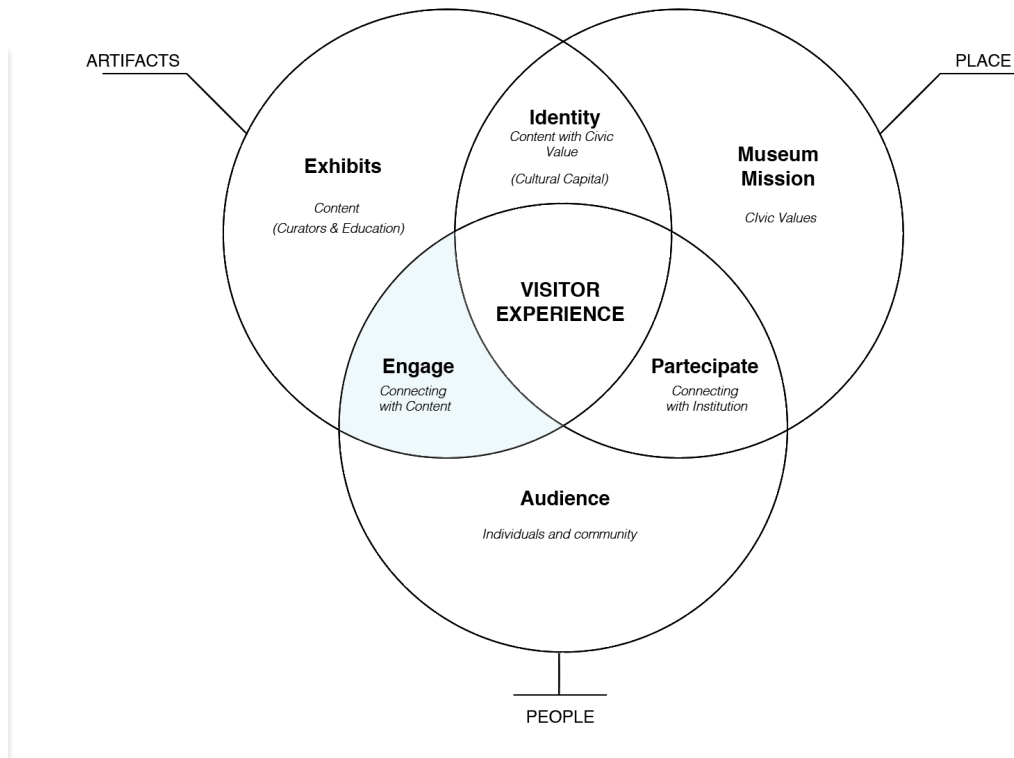 ARTIFACTS
PLACE
Identity
Content with Civic
Value
(Cultural Capital)
Exhibits
Content
(Curators & Education)
Museum
Mission
CIvic Values
VISITOR
EXPERIENCE
Engage
Connecting
with Content
Partecipate
Connecting
with Institution
Audience
Individuals and community
PEOPLE